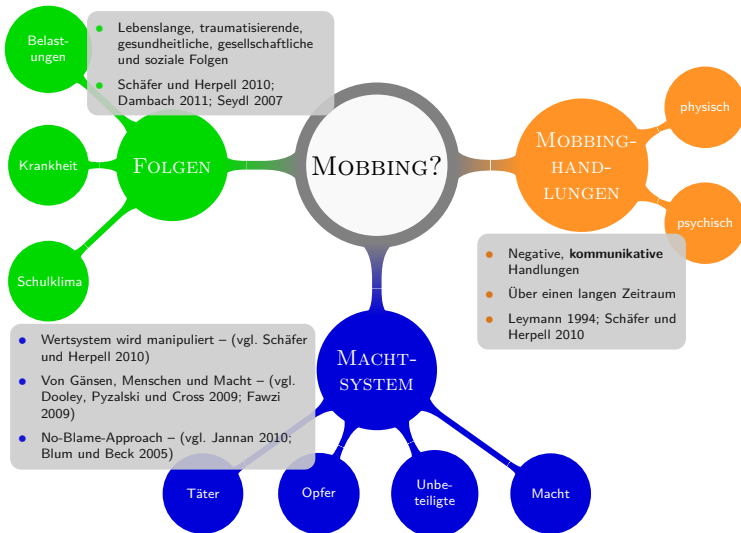 Belast-
ungen
Lebenslange, traumatisierende,
gesundheitliche, gesellschaftliche
und soziale Folgen
Schäfer und Herpell 2010;
Dambach 2011; Seydl 2007
Krankheit
FOLGEN
Schulklima
MOBBING?
MOBBING-
HAND-
LUNGEN
physisch
psychisch
Negative, kommunikative
Handlungen
Über einen langen Zeitraum
Leymann 1994; Schäfer und
Herpell 2010
Wertsystem wird manipuliert – (vgl. Schäfer
und Herpell 2010)
Von Gänsen, Menschen und Macht – (vgl.
Dooley, Pyzalski und Cross 2009; Fawzi
2009)
No-Blame-Approach – (vgl. Jannan 2010;
Blum und Beck 2005)
MACHT-
SYSTEM
Täter
Opfer
Unbe-
teiligte
Macht